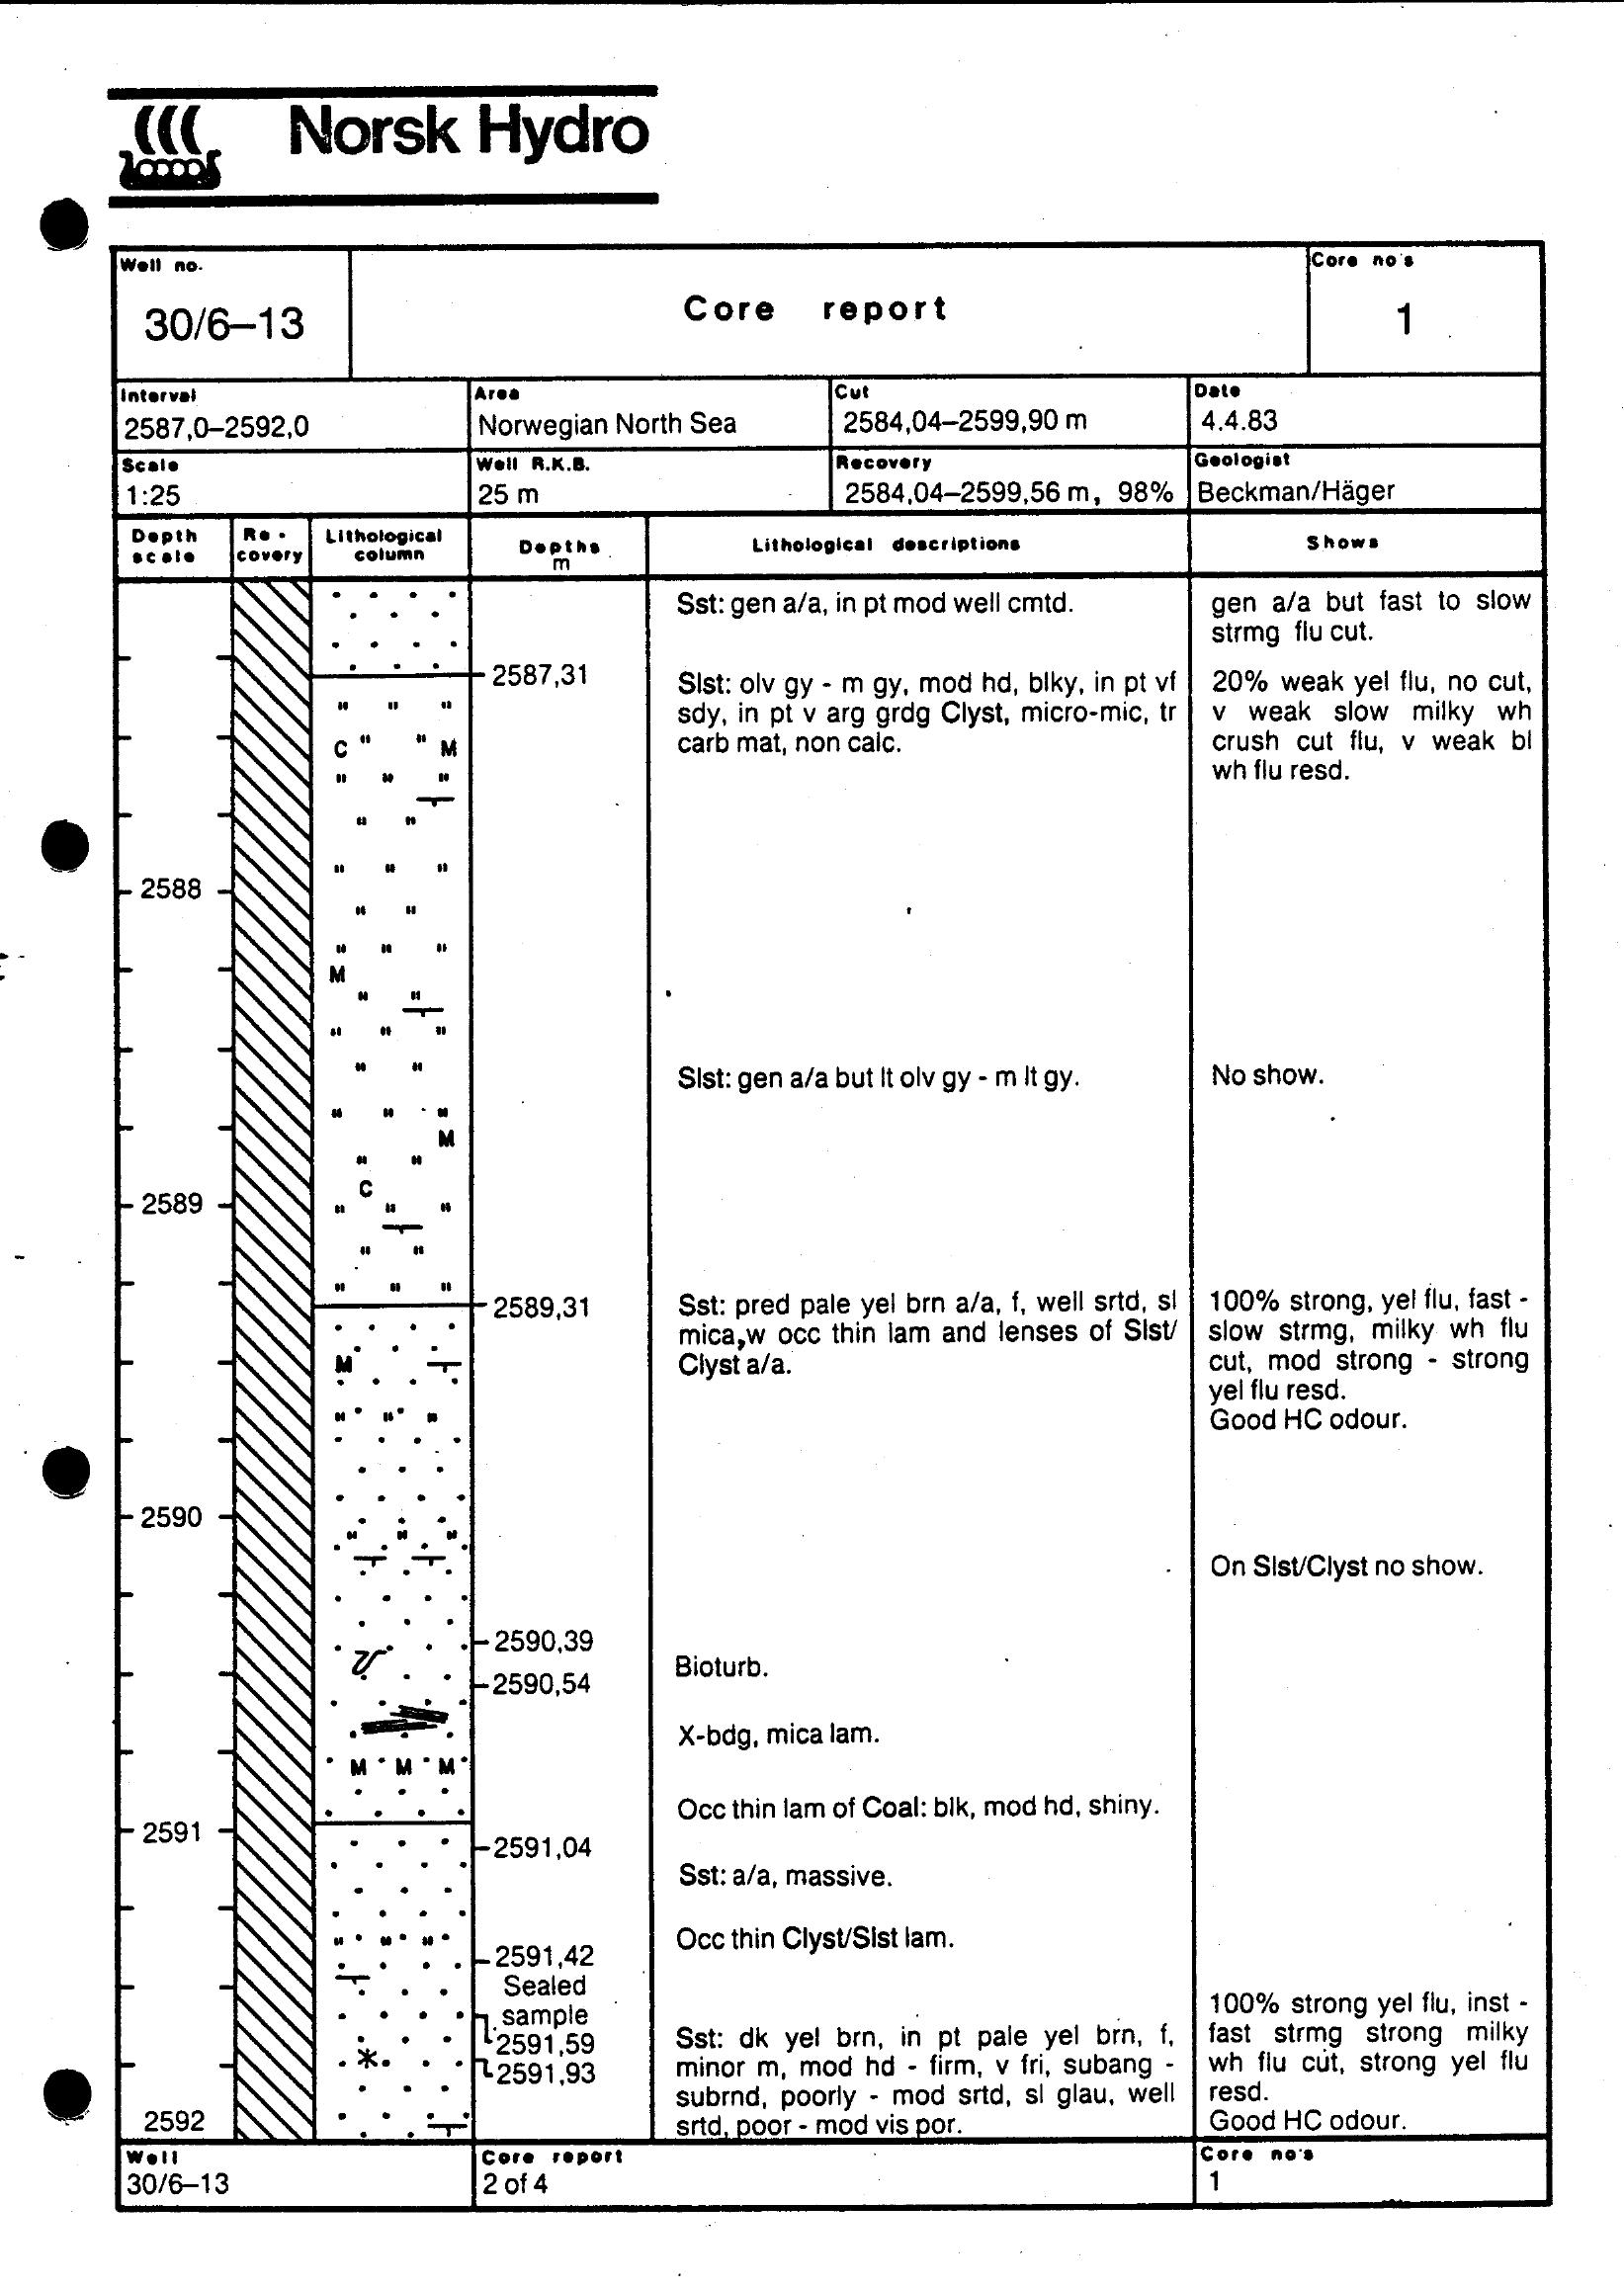 Norsk Hydro
Well no.
30/6–13
Core report
Core no's
1
Interval
2587,0–2592,0
Area
Norwegian North Sea
Cut
2584,04–2599,90 m
Date
4.4.83
Scale
1:25
Well R.K.B.
25 m
Recovery
2584,04–2599,56 m, 98%
Geologist
Beckman/Häger
Depth
scale
Re-
covery
Lithological
column
Depths
m
Lithological descriptions
Shows
Sst: gen a/a, in pt mod well cmtd.
gen a/a but fast to slow
strmg flu cut.
2587,31
Slst: olv gy - m gy, mod hd, blky, in pt vf
sdy, in pt v arg grdg Clyst, micro-mic, tr
carb mat, non calc.
20% weak yel flu, no cut,
v weak slow milky wh
crush cut flu, v weak bl
wh flu resd.
C M
2588
M
Slst: gen a/a but lt olv gy - m lt gy.
No show.
M
C
2589
2589,31
Sst: pred pale yel brn a/a, f, well srtd, sl
mica,w occ thin lam and lenses of Slst/
Clyst a/a.
100% strong, yel flu, fast -
slow strmg, milky wh flu
cut, mod strong - strong
yel flu resd.
Good HC odour.
M
2590
On Slst/Clyst no show.
2590,39
Bioturb.
2590,54
X-bdg, mica lam.
M M M
Occ thin lam of Coal: blk, mod hd, shiny.
2591
2591,04
Sst: a/a, massive.
Occ thin Clyst/Slst lam.
2591,42
Sealed
sample
2591,59
2591,93
Sst: dk yel brn, in pt pale yel brn, f,
minor m, mod hd - firm, v fri, subang -
subrnd, poorly - mod srtd, sl glau, well
srtd, poor - mod vis por.
100% strong yel flu, inst -
fast strmg strong milky
wh flu cut, strong yel flu
resd.
Good HC odour.
2592
Well
30/6–13
Core report
2 of 4
Core no's
1